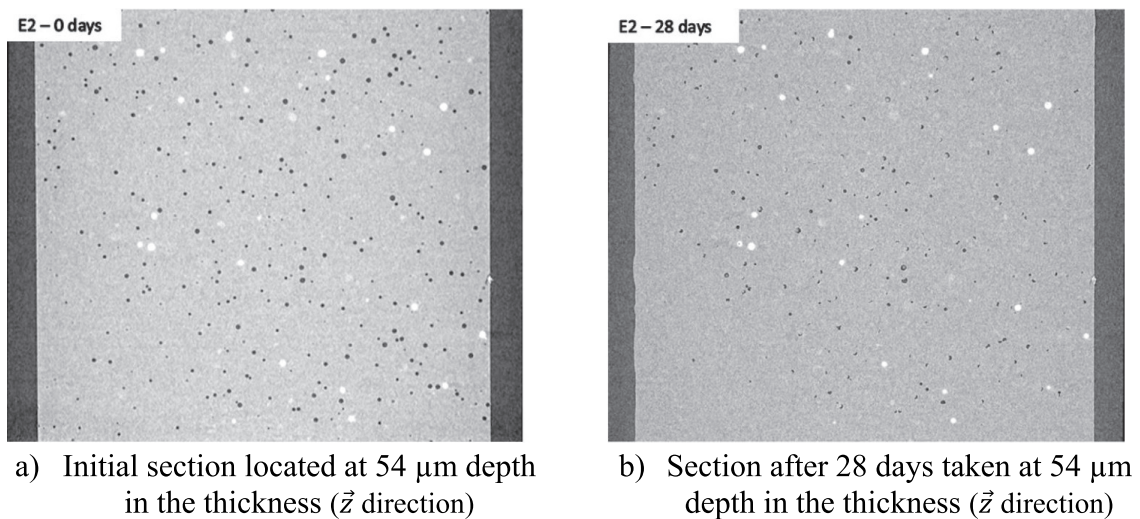 E2 – 0 days
E2 – 28 days
a) Initial section located at 54 µm depth
in the thickness (z⃗ direction)
b) Section after 28 days taken at 54 µm
depth in the thickness (z⃗ direction)